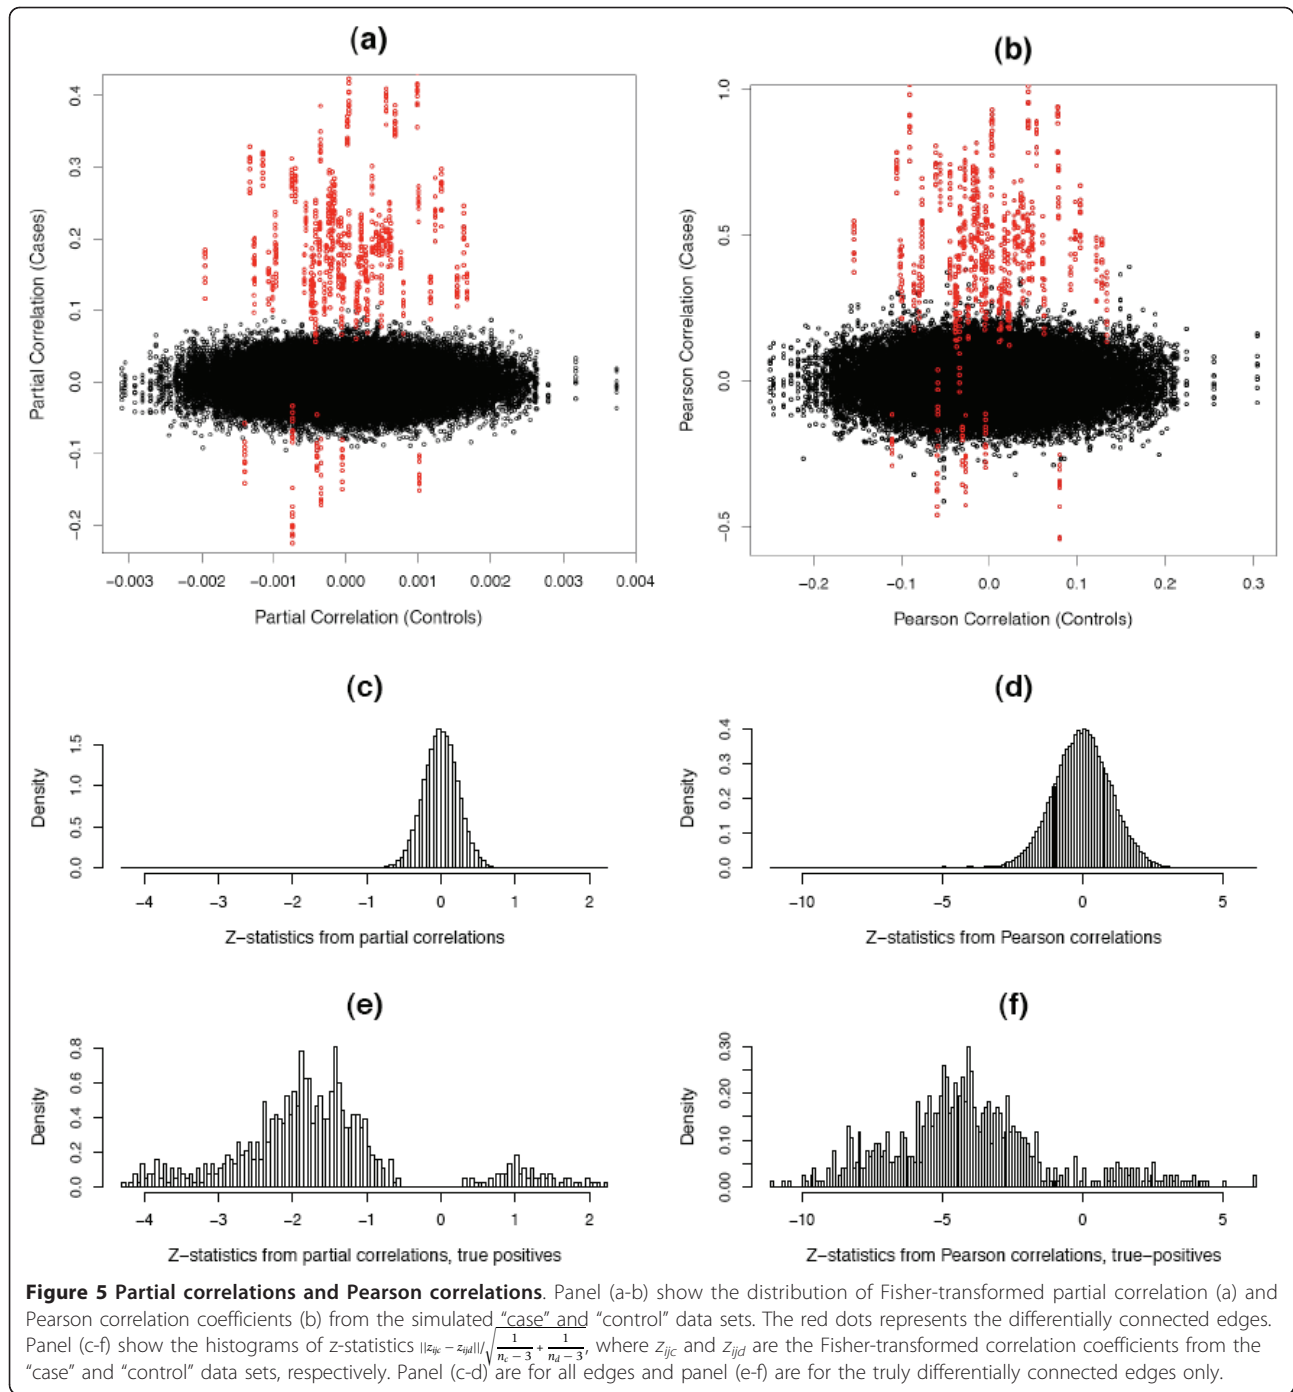 (a)
Partial Correlation (Cases)
0.4
0.3
0.2
0.1
0.0
−0.1
−0.2
−0.003 −0.002 −0.001 0.000 0.001 0.002 0.003 0.004
Partial Correlation (Controls)
(b)
Pearson Correlation (Cases)
1.0
0.5
0.0
−0.5
−0.2 −0.1 0.0 0.1 0.2 0.3
Pearson Correlation (Controls)
(c)
Density
1.5
1.0
0.5
0.0
−4 −3 −2 −1 0 1 2
Z−statistics from partial correlations
(d)
Density
0.4
0.3
0.2
0.1
0.0
−10 −5 0 5
Z−statistics from Pearson correlations
(e)
Density
0.8
0.6
0.4
0.2
0.0
−4 −3 −2 −1 0 1 2
Z−statistics from partial correlations, true positives
(f)
Density
0.30
0.20
0.10
0.00
−10 −5 0 5
Z−statistics from Pearson correlations, true−positives
Figure 5 Partial correlations and Pearson correlations. Panel (a-b) show the distribution of Fisher-transformed partial correlation (a) and
Pearson correlation coefficients (b) from the simulated "case" and "control" data sets. The red dots represents the differentially connected edges.
Panel (c-f) show the histograms of z-statistics ||z_ijc − z_ijd||/√(1/(n_c − 3) + 1/(n_d − 3)), where z_ijc and z_ijd are the Fisher-transformed correlation coefficients from the
"case" and "control" data sets, respectively. Panel (c-d) are for all edges and panel (e-f) are for the truly differentially connected edges only.